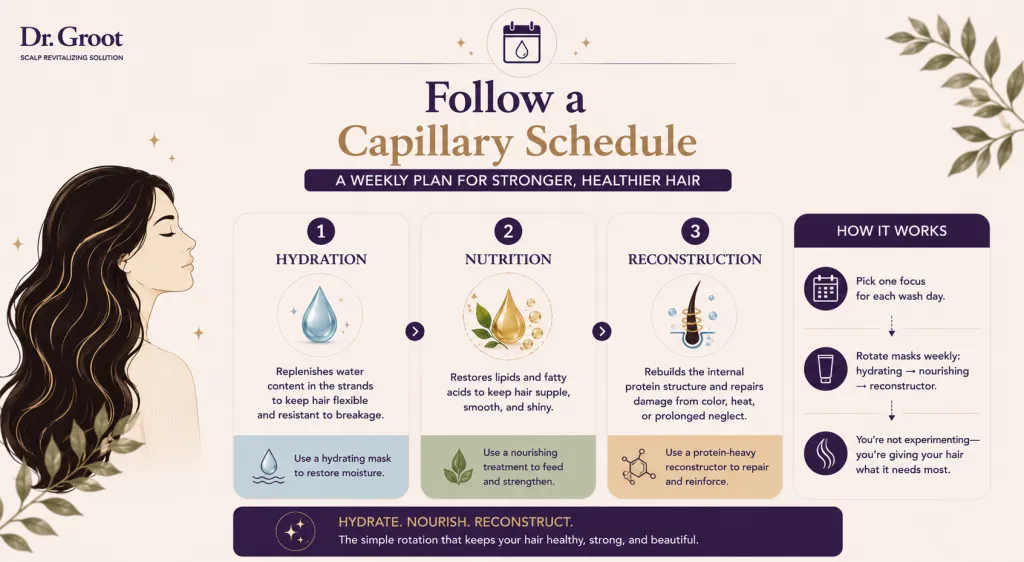 Dr. Groot
SCALP REVITALIZING SOLUTION
Follow a
Capillary Schedule
A WEEKLY PLAN FOR STRONGER, HEALTHIER HAIR
1
HYDRATION
Replenishes water
content in the strands
to keep hair flexible
and resistant to breakage.
Use a hydrating mask
to restore moisture.
2
NUTRITION
Restores lipids and fatty
acids to keep hair supple,
smooth, and shiny.
Use a nourishing
treatment to feed
and strengthen.
3
RECONSTRUCTION
Rebuilds the internal
protein structure and repairs
damage from color, heat,
or prolonged neglect.
Use a protein-heavy
reconstructor to repair
and reinforce.
HOW IT WORKS
Pick one focus
for each wash day.
Rotate masks weekly:
hydrating → nourishing
→ reconstructor.
You're not experimenting—
you're giving your hair
what it needs most.
HYDRATE. NOURISH. RECONSTRUCT.
The simple rotation that keeps your hair healthy, strong, and beautiful.